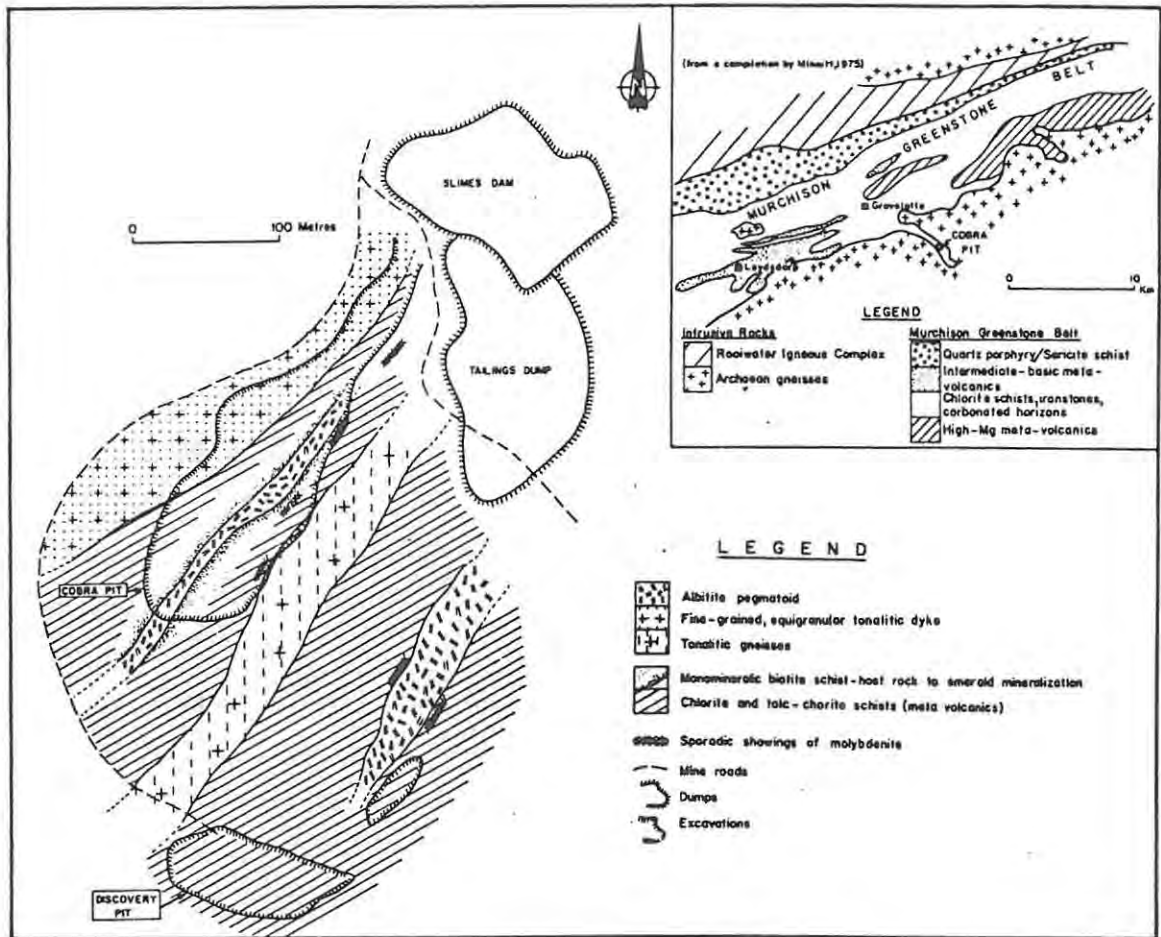 SLIMES DAM
0 100 Metres
TAILINGS DUMP
COBRA PIT
DISCOVERY
PIT
N
(from a compilation by Minnitt, 1975)
MURCHISON GREENSTONE BELT
Gravelotte
COBRA
PIT
Leydsdorp
0 10
Km
LEGEND
Intrusive Rocks
Rooiwater Igneous Complex
Archaean gneisses
Murchison Greenstone Belt
Quartz porphyry/Sericite schist
Intermediate-basic meta-
volcanics
Chlorite schists, ironstones,
carbonated horizons
High-Mg meta-volcanics
LEGEND
Albitite pegmatoid
Fine-grained, equigranular tonalitic dyke
Tonalitic gneisses
Monomineralic biotite schist-host rock to emerald mineralization
Chlorite and talc-chorite schists (meta volcanics)
Sporadic showings of molybdenite
Mine roads
Dumps
Excavations